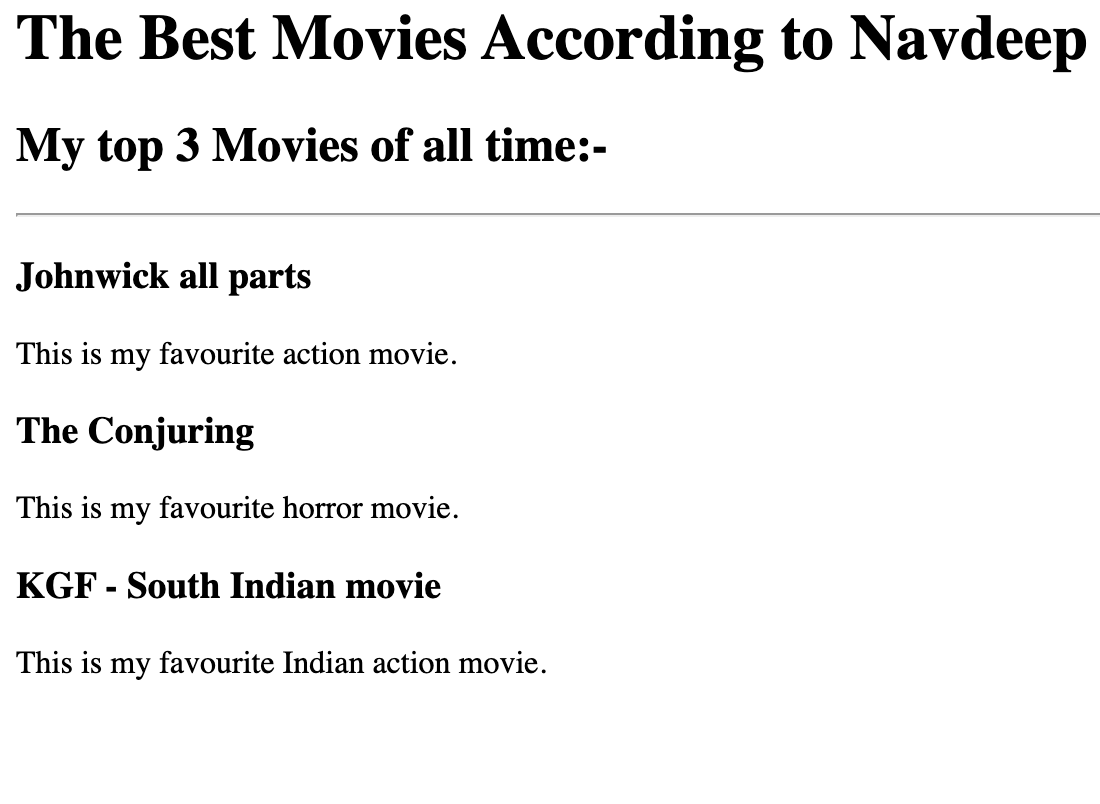 The Best Movies According to Navdeep
My top 3 Movies of all time:-
Johnwick all parts
This is my favourite action movie.
The Conjuring
This is my favourite horror movie.
KGF - South Indian movie
This is my favourite Indian action movie.